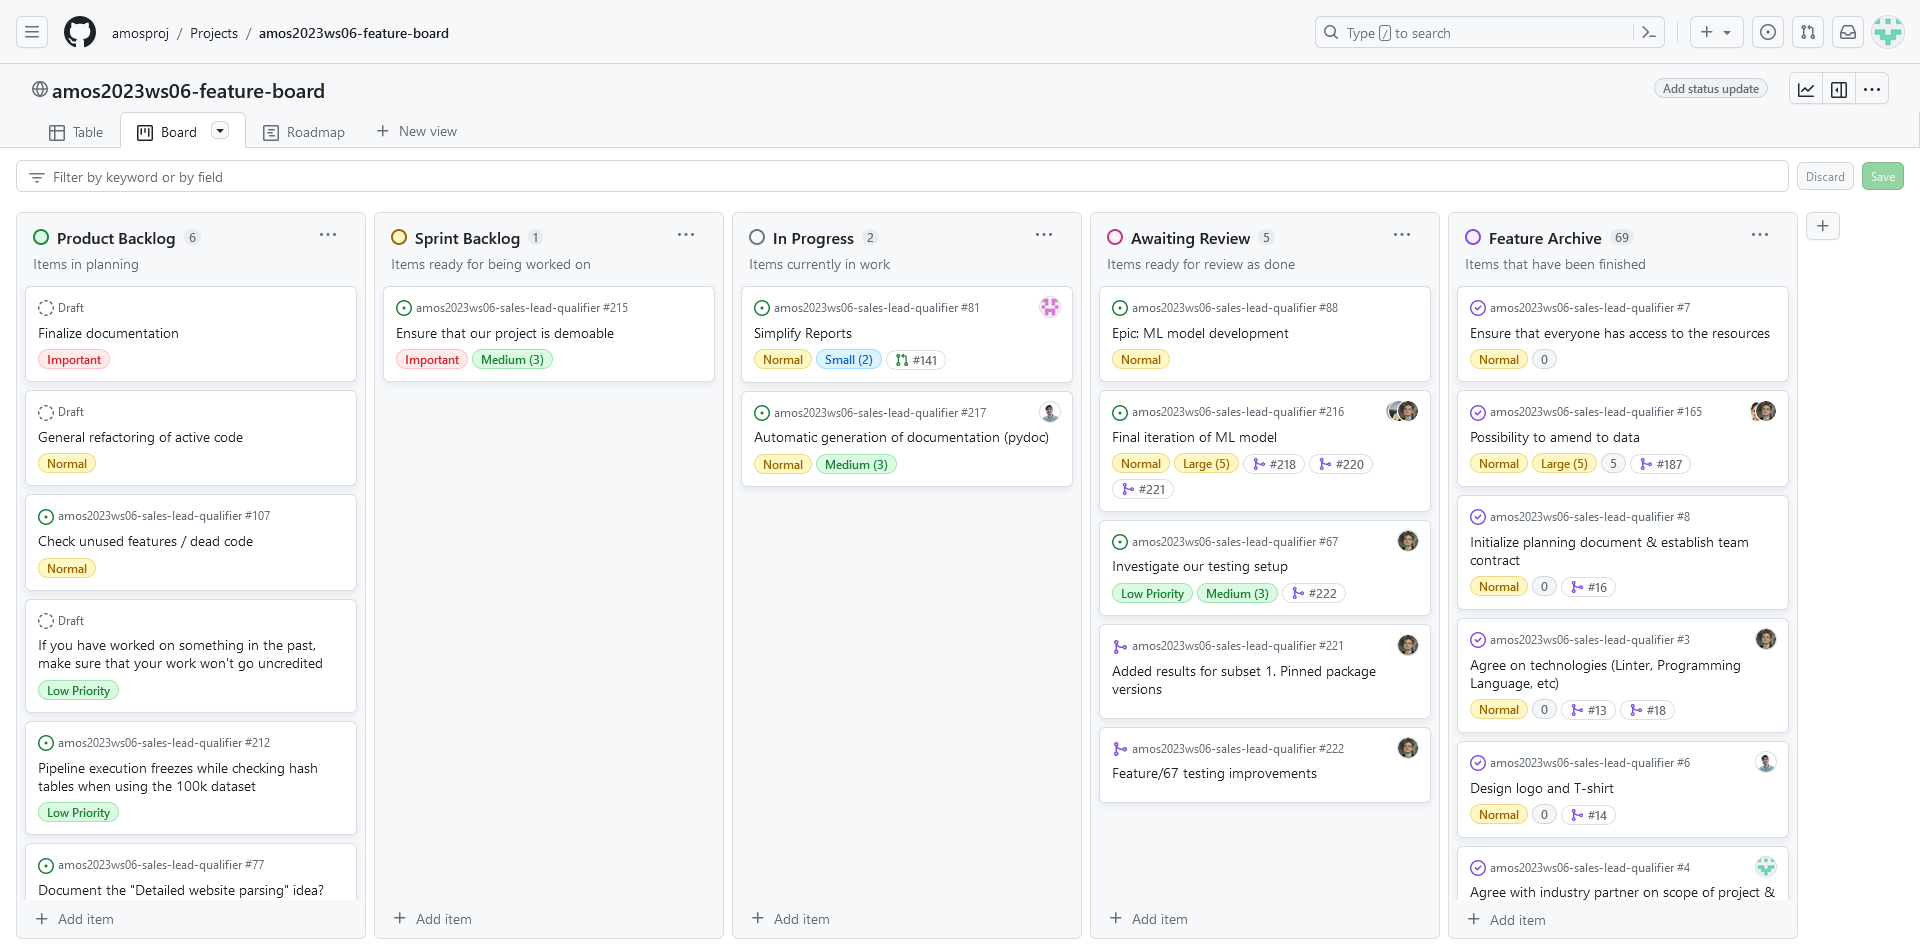 amosproj / Projects / amos2023ws06-feature-board
Type / to search
amos2023ws06-feature-board
Add status update
Table
Board
Roadmap
New view
Filter by keyword or by field
Discard
Save
Product Backlog 6
Items in planning
Draft
Finalize documentation
Important
Draft
General refactoring of active code
Normal
amos2023ws06-sales-lead-qualifier #107
Check unused features / dead code
Normal
Draft
If you have worked on something in the past,
make sure that your work won't go uncredited
Low Priority
amos2023ws06-sales-lead-qualifier #212
Pipeline execution freezes while checking hash
tables when using the 100k dataset
Low Priority
amos2023ws06-sales-lead-qualifier #77
Document the "Detailed website parsing" idea?
Add item
Sprint Backlog 1
Items ready for being worked on
amos2023ws06-sales-lead-qualifier #215
Ensure that our project is demoable
Important Medium (3)
Add item
In Progress 2
Items currently in work
amos2023ws06-sales-lead-qualifier #81
Simplify Reports
Normal Small (2) #141
amos2023ws06-sales-lead-qualifier #217
Automatic generation of documentation (pydoc)
Normal Medium (3)
Add item
Awaiting Review 5
Items ready for review as done
amos2023ws06-sales-lead-qualifier #88
Epic: ML model development
Normal
amos2023ws06-sales-lead-qualifier #216
Final iteration of ML model
Normal Large (5) #218 #220
#221
amos2023ws06-sales-lead-qualifier #67
Investigate our testing setup
Low Priority Medium (3) #222
amos2023ws06-sales-lead-qualifier #221
Added results for subset 1. Pinned package
versions
amos2023ws06-sales-lead-qualifier #222
Feature/67 testing improvements
Add item
Feature Archive 69
Items that have been finished
amos2023ws06-sales-lead-qualifier #7
Ensure that everyone has access to the resources
Normal 0
amos2023ws06-sales-lead-qualifier #165
Possibility to amend to data
Normal Large (5) 5 #187
amos2023ws06-sales-lead-qualifier #8
Initialize planning document & establish team
contract
Normal 0 #16
amos2023ws06-sales-lead-qualifier #3
Agree on technologies (Linter, Programming
Language, etc)
Normal 0 #13 #18
amos2023ws06-sales-lead-qualifier #6
Design logo and T-shirt
Normal 0 #14
amos2023ws06-sales-lead-qualifier #4
Agree with industry partner on scope of project &
Add item